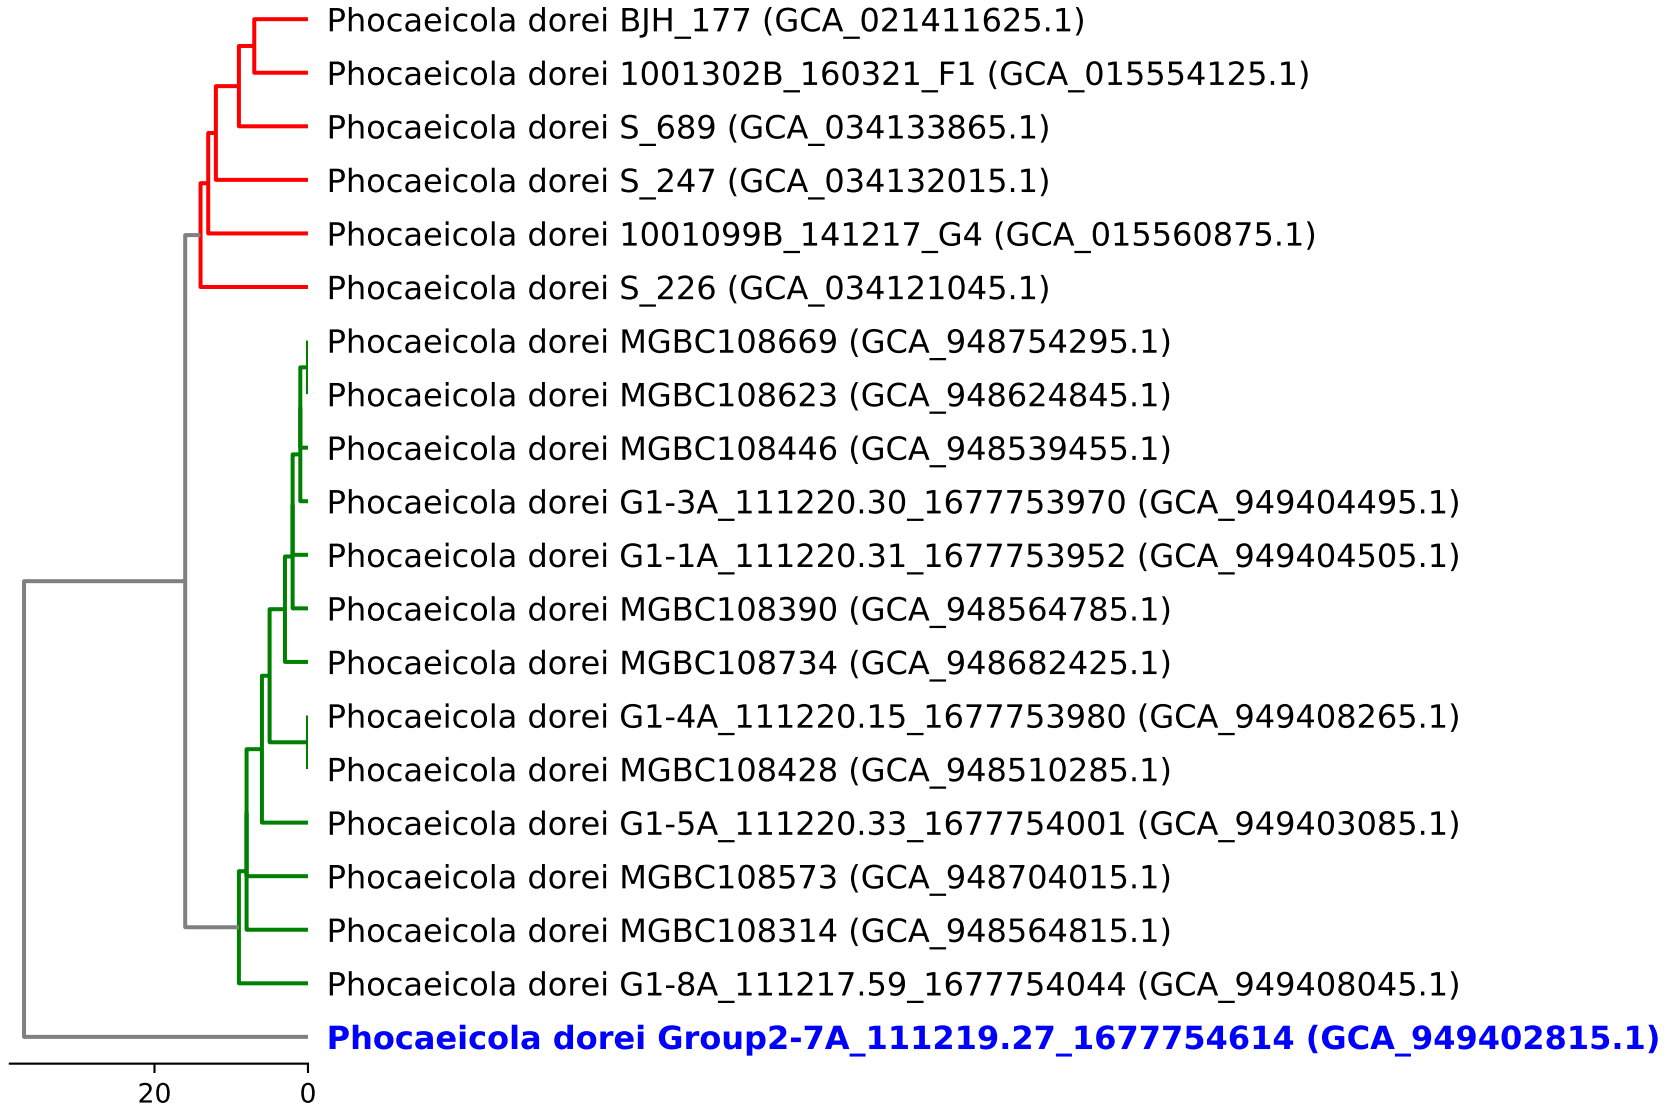 Phocaeicola dorei BJH_177 (GCA_021411625.1)
Phocaeicola dorei 1001302B_160321_F1 (GCA_015554125.1)
Phocaeicola dorei S_689 (GCA_034133865.1)
Phocaeicola dorei S_247 (GCA_034132015.1)
Phocaeicola dorei 1001099B_141217_G4 (GCA_015560875.1)
Phocaeicola dorei S_226 (GCA_034121045.1)
Phocaeicola dorei MGBC108669 (GCA_948754295.1)
Phocaeicola dorei MGBC108623 (GCA_948624845.1)
Phocaeicola dorei MGBC108446 (GCA_948539455.1)
Phocaeicola dorei G1-3A_111220.30_1677753970 (GCA_949404495.1)
Phocaeicola dorei G1-1A_111220.31_1677753952 (GCA_949404505.1)
Phocaeicola dorei MGBC108390 (GCA_948564785.1)
Phocaeicola dorei MGBC108734 (GCA_948682425.1)
Phocaeicola dorei G1-4A_111220.15_1677753980 (GCA_949408265.1)
Phocaeicola dorei MGBC108428 (GCA_948510285.1)
Phocaeicola dorei G1-5A_111220.33_1677754001 (GCA_949403085.1)
Phocaeicola dorei MGBC108573 (GCA_948704015.1)
Phocaeicola dorei MGBC108314 (GCA_948564815.1)
Phocaeicola dorei G1-8A_111217.59_1677754044 (GCA_949408045.1)
Phocaeicola dorei Group2-7A_111219.27_1677754614 (GCA_949402815.1)
20 0